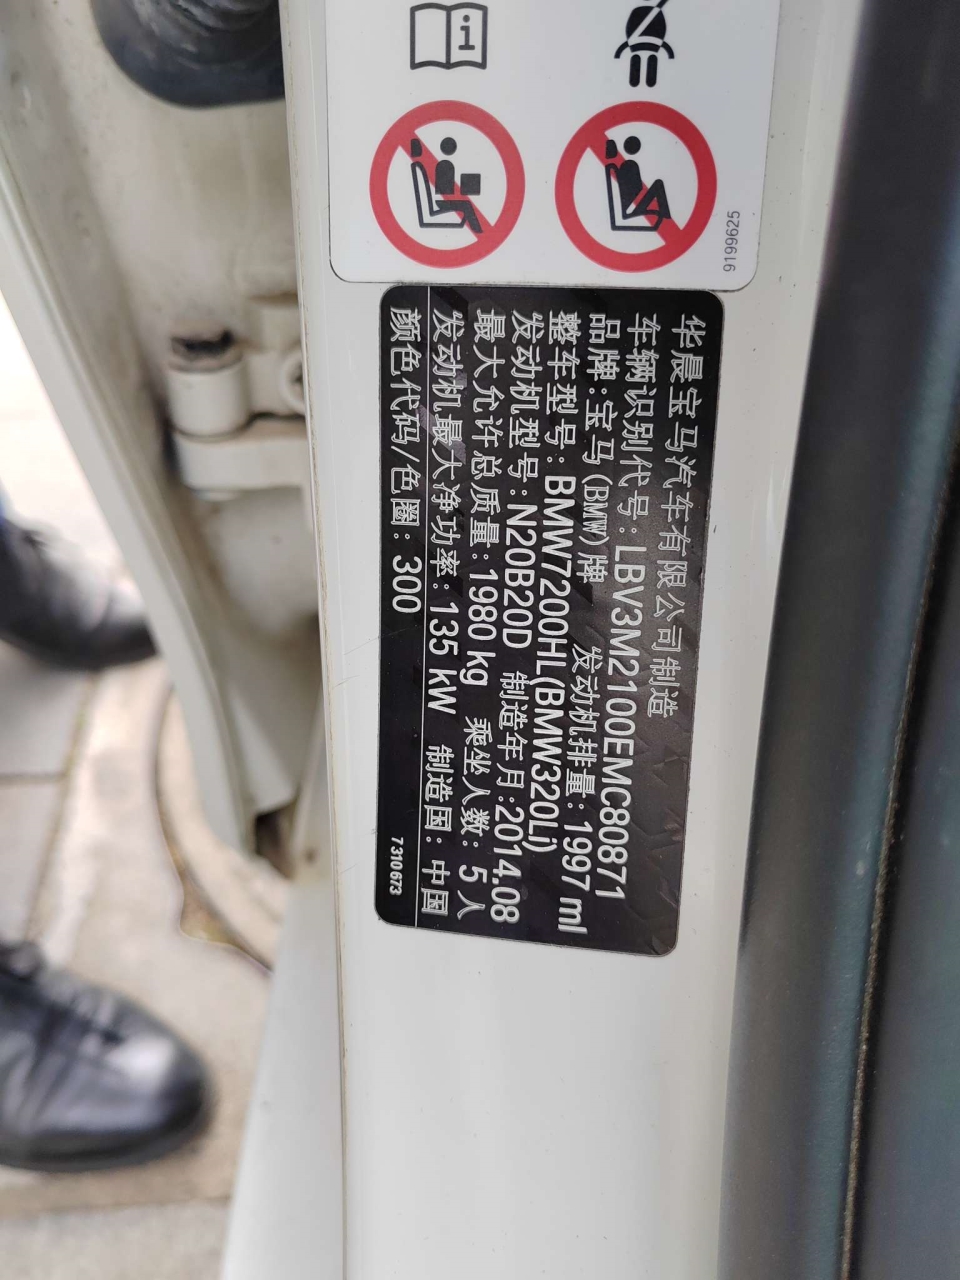 9199625
华晨宝马汽车有限公司制造
车辆识别代号:LBV3M2100EMC80871
品牌:宝马(BMW)牌 发动机排量:1997 ml
整车型号:BMW7200HL(BMW320Li)
发动机型号:N20B20D 制造年月:2014.08
最大允许总质量:1980 kg 乘坐人数:5人
发动机最大净功率:135 kW 制造国:中国
颜色代码/色圈:300
7310673